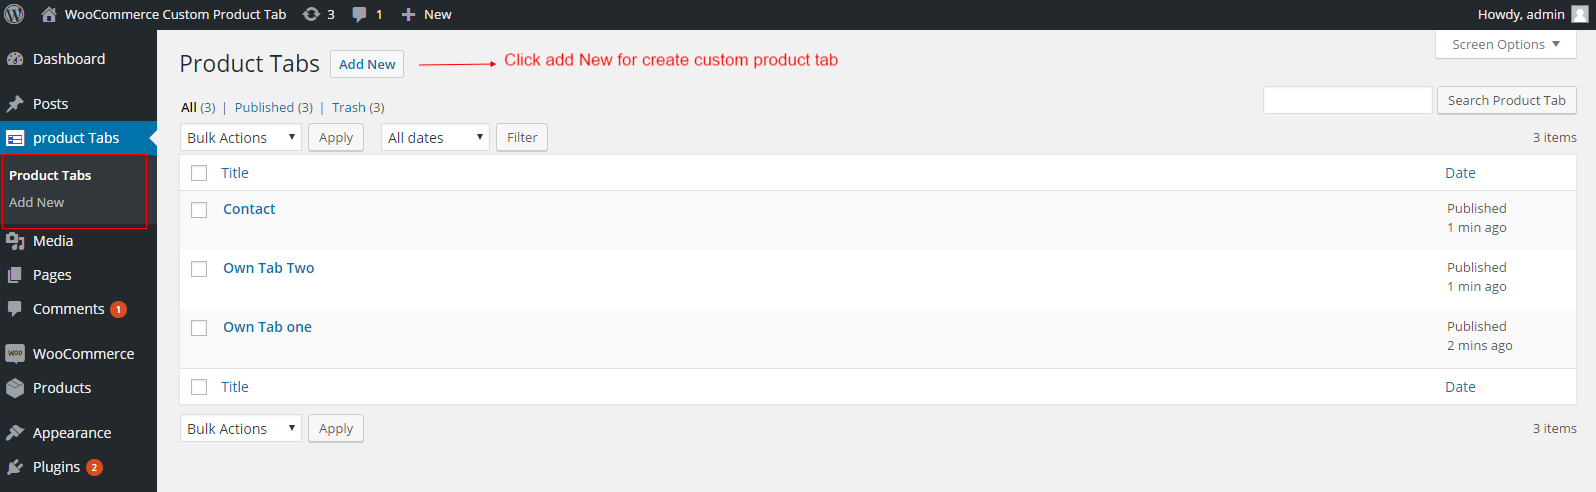 WooCommerce Custom Product Tab 3 1 New Howdy, admin
Screen Options
Dashboard
Posts
product Tabs
Product Tabs
Add New
Media
Pages
Comments 1
WOO WooCommerce
Products
Appearance
Plugins 2
Product Tabs Add New Click add New for create custom product tab
All (3) | Published (3) | Trash (3)
Search Product Tab
Bulk Actions Apply All dates Filter 3 items
Title Date
Contact Published
1 min ago
Own Tab Two Published
1 min ago
Own Tab one Published
2 mins ago
Title Date
Bulk Actions Apply 3 items